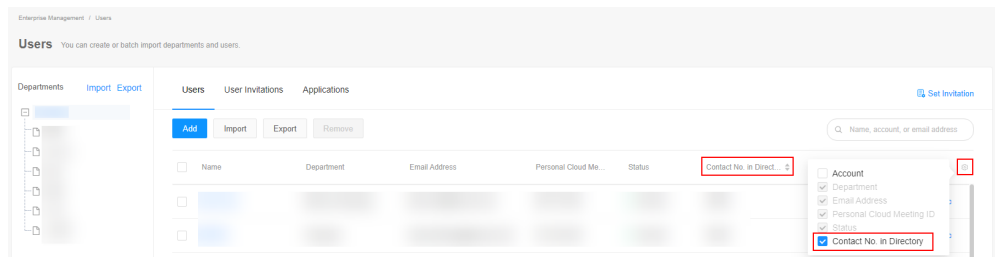 Enterprise Management / Users
Users You can create or batch import departments and users.
Departments Import Export
Users User Invitations Applications
Set Invitation
Add Import Export Remove
Name, account, or email address
Name Department Email Address Personal Cloud Me... Status Contact No. in Direct...
Account
Department
Email Address
Personal Cloud Meeting ID
Status
Contact No. in Directory